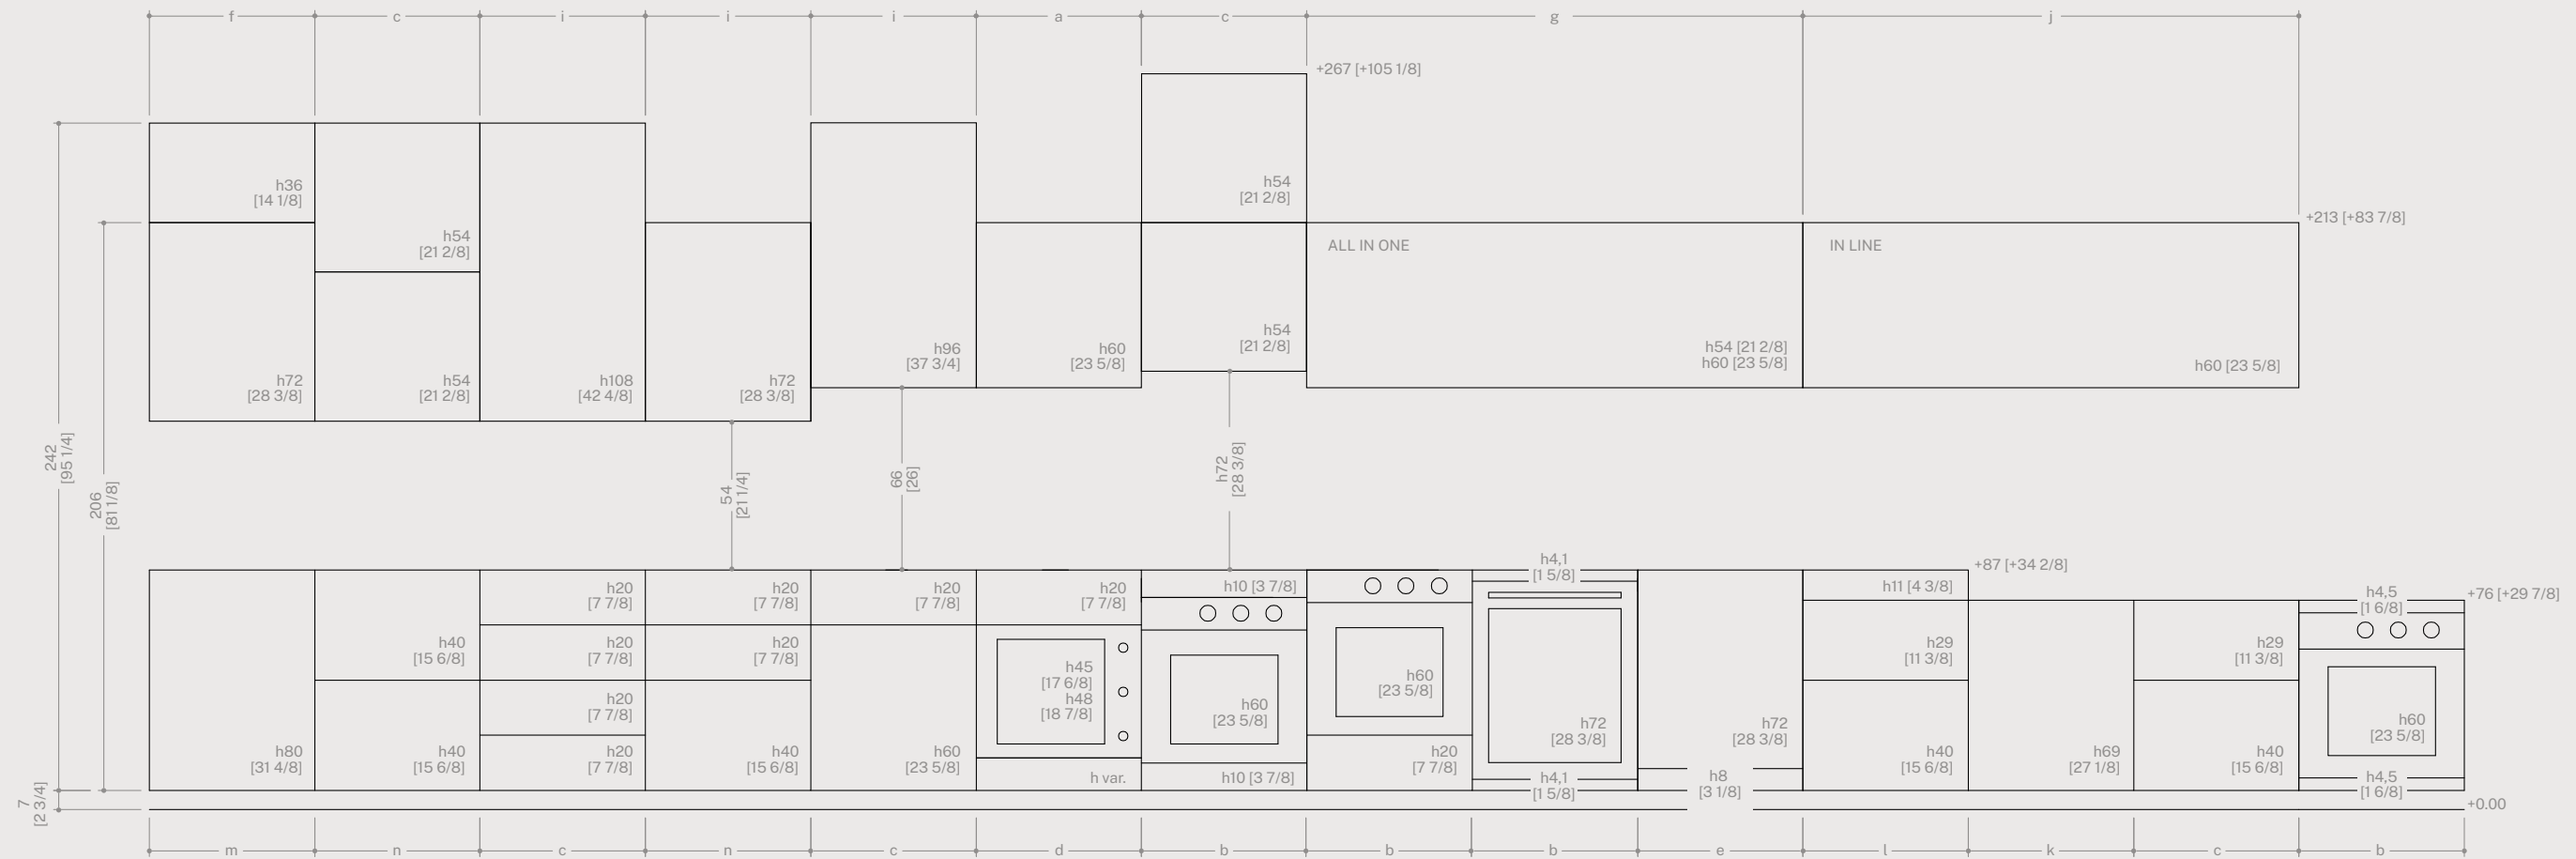 f
c
i
i
i
a
c
g
j
+267 [+105 1/8]
h36
[14 1/8]
h54
[21 2/8]
h54
[21 2/8]
+213 [+83 7/8]
ALL IN ONE
IN LINE
h72
[28 3/8]
h54
[21 2/8]
h108
[42 4/8]
h72
[28 3/8]
h96
[37 3/4]
h60
[23 5/8]
h54
[21 2/8]
h54 [21 2/8]
h60 [23 5/8]
h60 [23 5/8]
242
[95 1/4]
206
[81 1/8]
54
[21 1/4]
66
[26]
h72
[28 3/8]
h80
[31 4/8]
h40
[15 6/8]
h40
[15 6/8]
h20
[7 7/8]
h20
[7 7/8]
h20
[7 7/8]
h20
[7 7/8]
h20
[7 7/8]
h20
[7 7/8]
h40
[15 6/8]
h20
[7 7/8]
h60
[23 5/8]
h20
[7 7/8]
h45
[17 6/8]
h48
[18 7/8]
h var.
h10 [3 7/8]
h60
[23 5/8]
h10 [3 7/8]
h60
[23 5/8]
h20
[7 7/8]
h4,1
[1 5/8]
h72
[28 3/8]
h4,1
[1 5/8]
h72
[28 3/8]
h8
[3 1/8]
+87 [+34 2/8]
h11 [4 3/8]
h29
[11 3/8]
h40
[15 6/8]
h69
[27 1/8]
h29
[11 3/8]
h40
[15 6/8]
h4,5
[1 6/8]
+76 [+29 7/8]
h60
[23 5/8]
h4,5
[1 6/8]
+0.00
7
[2 3/4]
m
n
c
n
c
d
b
b
b
e
l
k
c
b